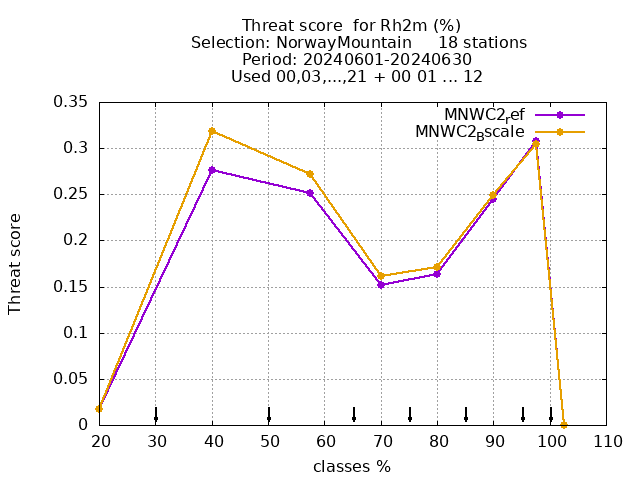 Threat score  for Rh2m (%)
Selection: NorwayMountain     18 stations
Period: 20240601-20240630
Used 00,03,...,21 + 00 01 ... 12
0.35
MNWC2ref
MNWC2Bscale
0.3
0.25
0.2
0.15
0.1
0.05
0
Threat score
20 30 40 50 60 70 80 90 100 110
classes %